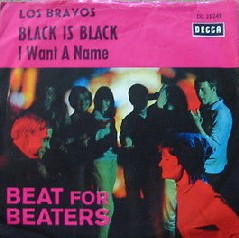 LOS BRAVOS
BLACK IS BLACK
I Want A Name
DECCA
BEAT FOR
BEATERS